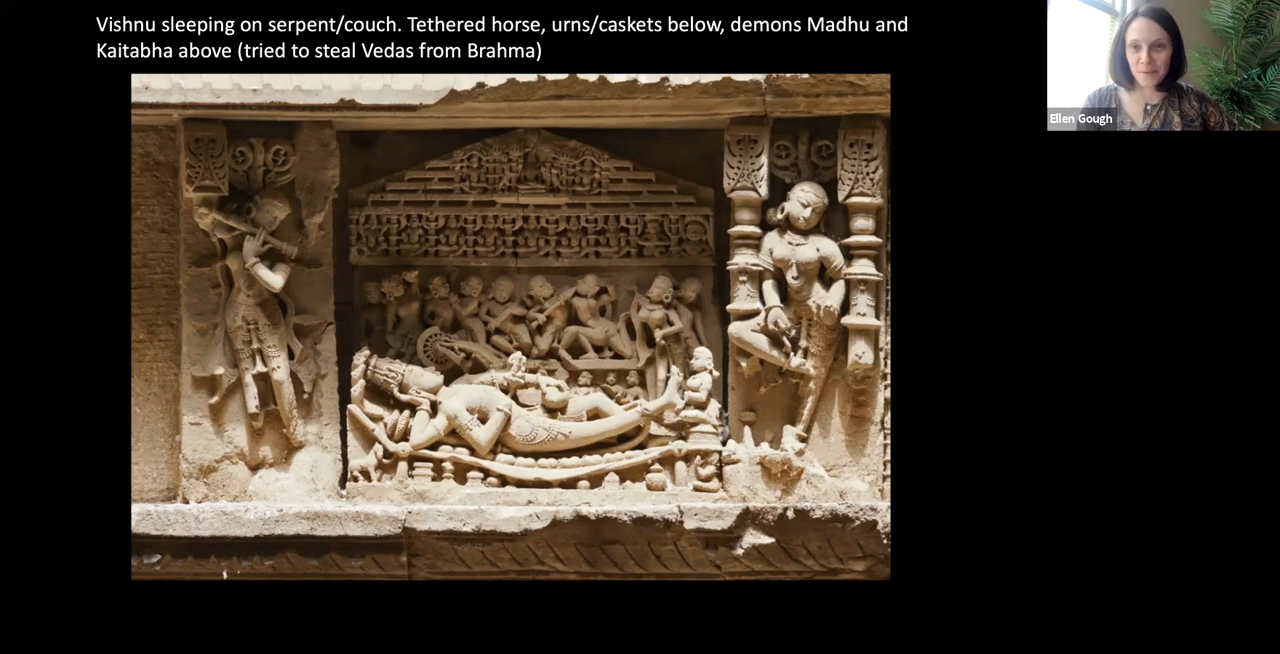 Vishnu sleeping on serpent/couch. Tethered horse, urns/caskets below, demons Madhu and
Kaitabha above (tried to steal Vedas from Brahma)
Ellen Gough